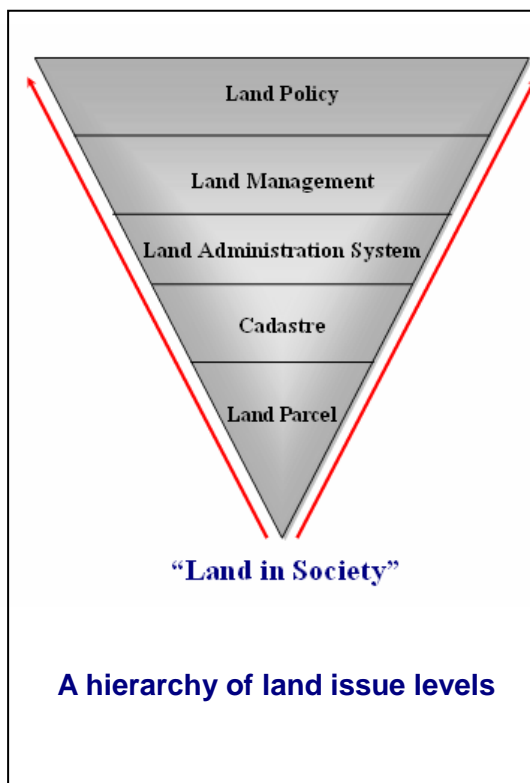 Land Policy
Land Management
Land Administration System
Cadastre
Land Parcel
“Land in Society”
A hierarchy of land issue levels